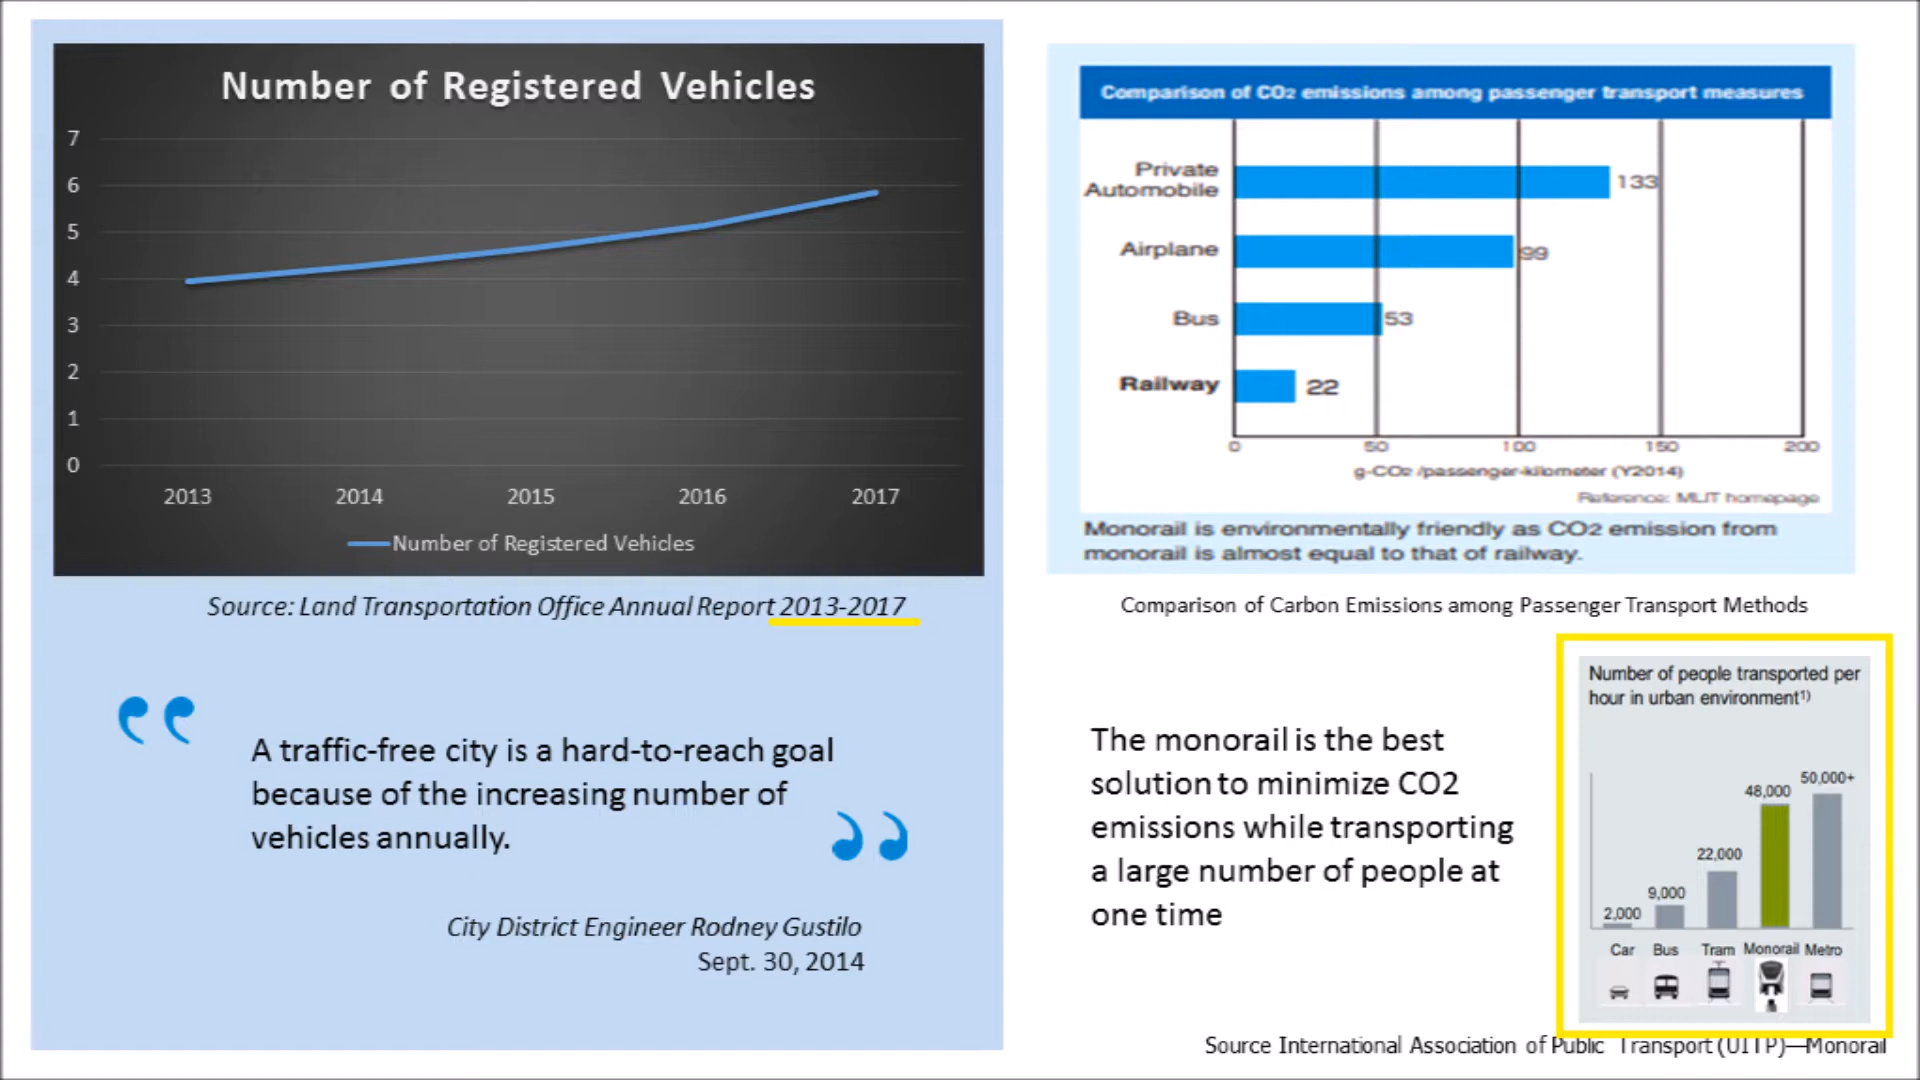 Number of Registered Vehicles
7
6
5
4
3
2
1
0
2013 2014 2015 2016 2017
Number of Registered Vehicles
Source: Land Transportation Office Annual Report 2013-2017
A traffic-free city is a hard-to-reach goal
because of the increasing number of
vehicles annually.
City District Engineer Rodney Gustilo
Sept. 30, 2014
Comparison of CO2 emissions among passenger transport measures
Private
Automobile
133
Airplane
99
Bus
53
Railway
22
0 50 100 150 200
g-CO2 /passenger-kilometer (Y2014)
Reference: MLIT homepage
Monorail is environmentally friendly as CO2 emission from
monorail is almost equal to that of railway.
Comparison of Carbon Emissions among Passenger Transport Methods
The monorail is the best
solution to minimize CO2
emissions while transporting
a large number of people at
one time
Number of people transported per
hour in urban environment¹⁾
2,000
9,000
22,000
48,000
50,000+
Car Bus Tram Monorail Metro
Source International Association of Public Transport (UITP)—Monorail